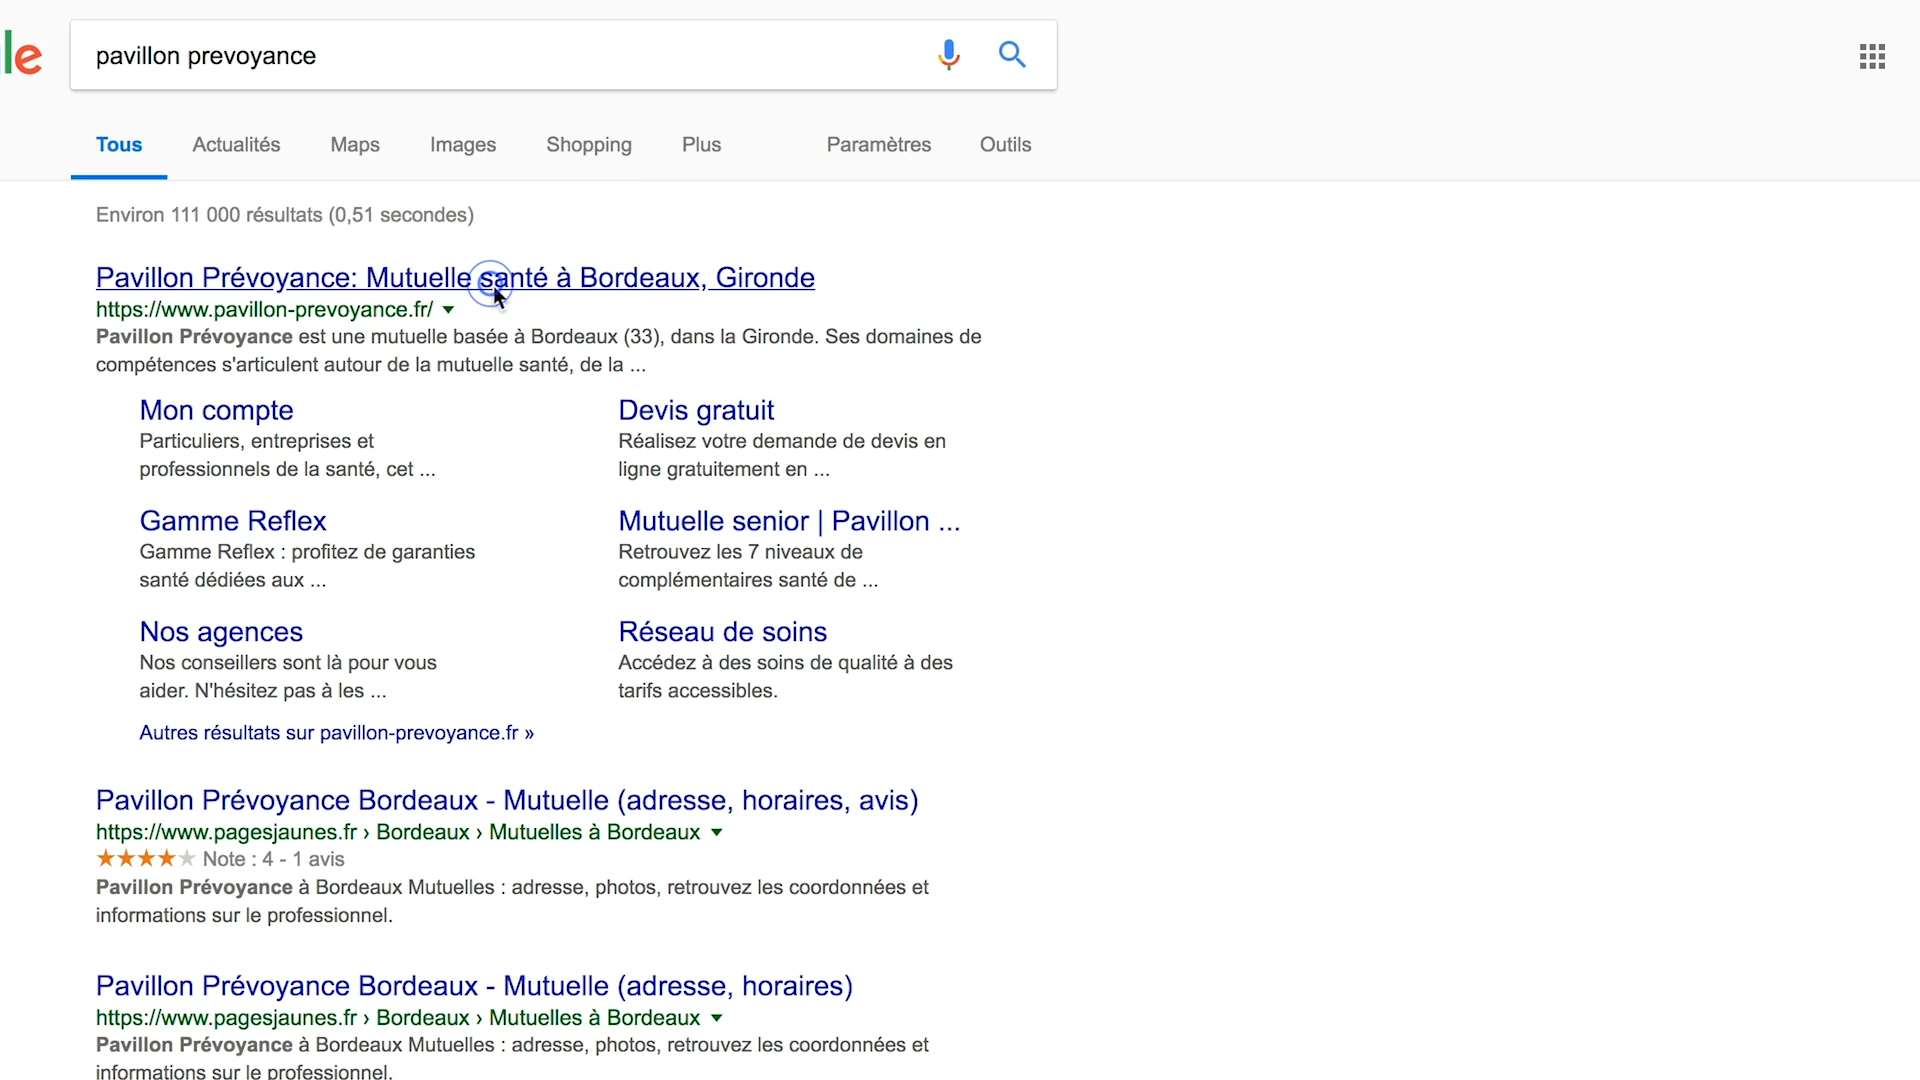 le
pavillon prevoyance
Tous Actualités Maps Images Shopping Plus Paramètres Outils
Environ 111 000 résultats (0,51 secondes)
Pavillon Prévoyance: Mutuelle santé à Bordeaux, Gironde
https://www.pavillon-prevoyance.fr/
Pavillon Prévoyance est une mutuelle basée à Bordeaux (33), dans la Gironde. Ses domaines de
compétences s'articulent autour de la mutuelle santé, de la ...
Mon compte
Particuliers, entreprises et
professionnels de la santé, cet ...
Devis gratuit
Réalisez votre demande de devis en
ligne gratuitement en ...
Gamme Reflex
Gamme Reflex : profitez de garanties
santé dédiées aux ...
Mutuelle senior | Pavillon ...
Retrouvez les 7 niveaux de
complémentaires santé de ...
Nos agences
Nos conseillers sont là pour vous
aider. N'hésitez pas à les ...
Réseau de soins
Accédez à des soins de qualité à des
tarifs accessibles.
Autres résultats sur pavillon-prevoyance.fr »
Pavillon Prévoyance Bordeaux - Mutuelle (adresse, horaires, avis)
https://www.pagesjaunes.fr › Bordeaux › Mutuelles à Bordeaux
Note : 4 - 1 avis
Pavillon Prévoyance à Bordeaux Mutuelles : adresse, photos, retrouvez les coordonnées et
informations sur le professionnel.
Pavillon Prévoyance Bordeaux - Mutuelle (adresse, horaires)
https://www.pagesjaunes.fr › Bordeaux › Mutuelles à Bordeaux
Pavillon Prévoyance à Bordeaux Mutuelles : adresse, photos, retrouvez les coordonnées et
informations sur le professionnel.